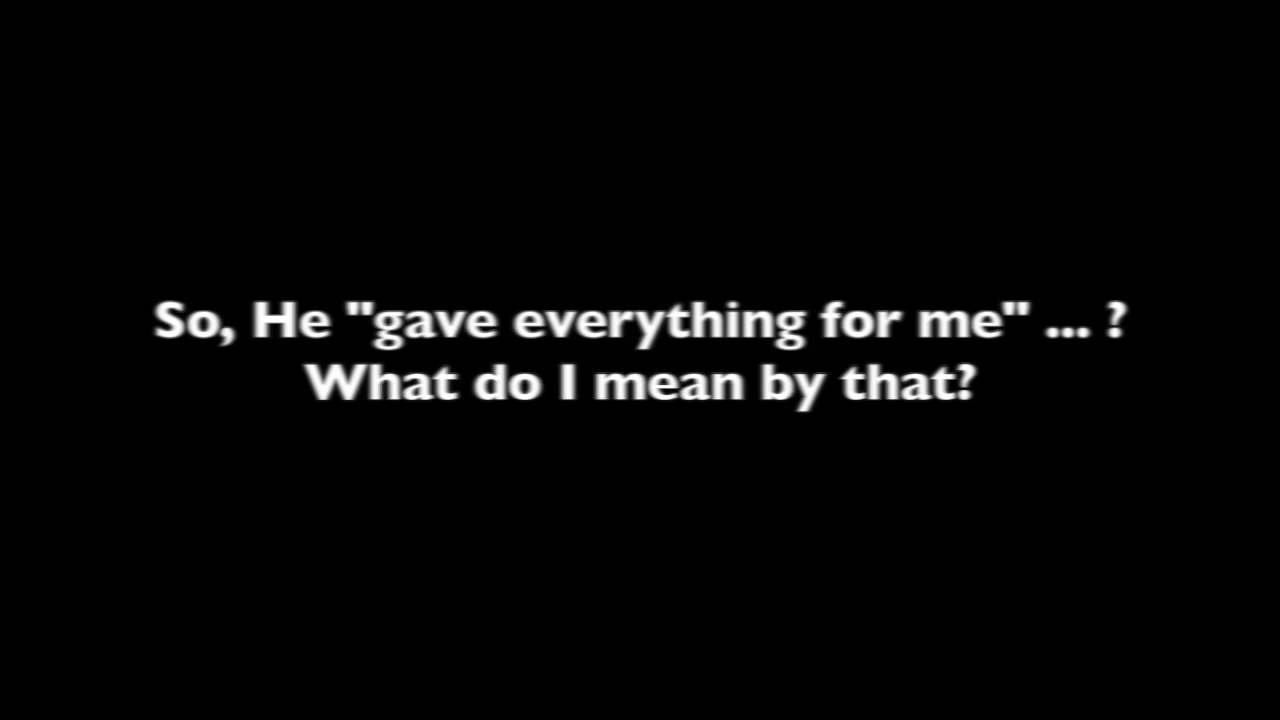 So, He "gave everything for me" ... ?
What do I mean by that?